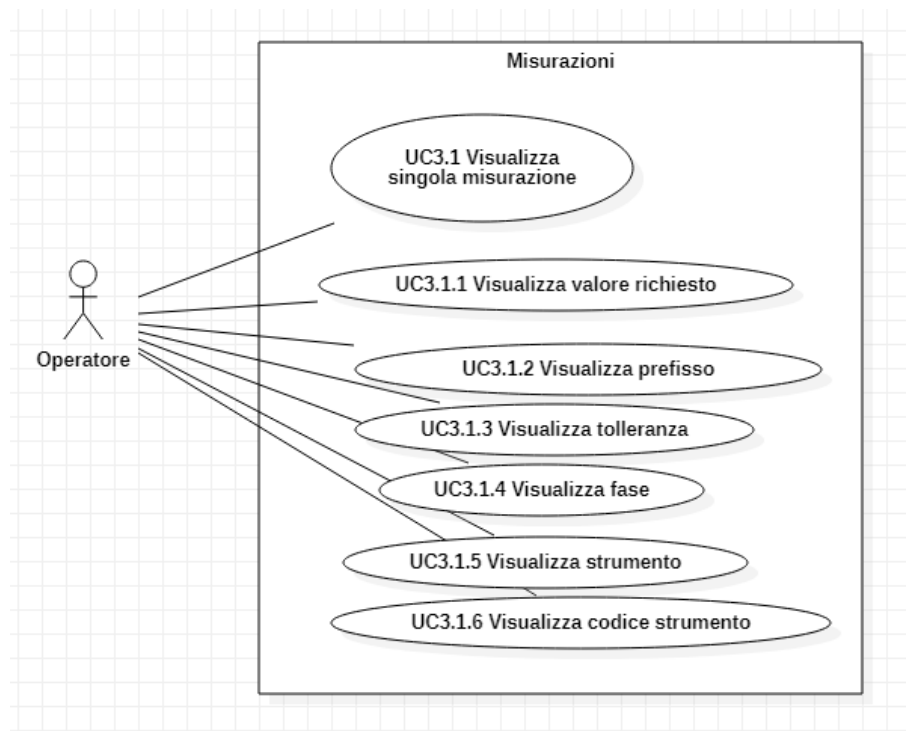 Misurazioni
UC3.1 Visualizza
singola misurazione
UC3.1.1 Visualizza valore richiesto
Operatore
UC3.1.2 Visualizza prefisso
UC3.1.3 Visualizza tolleranza
UC3.1.4 Visualizza fase
UC3.1.5 Visualizza strumento
UC3.1.6 Visualizza codice strumento